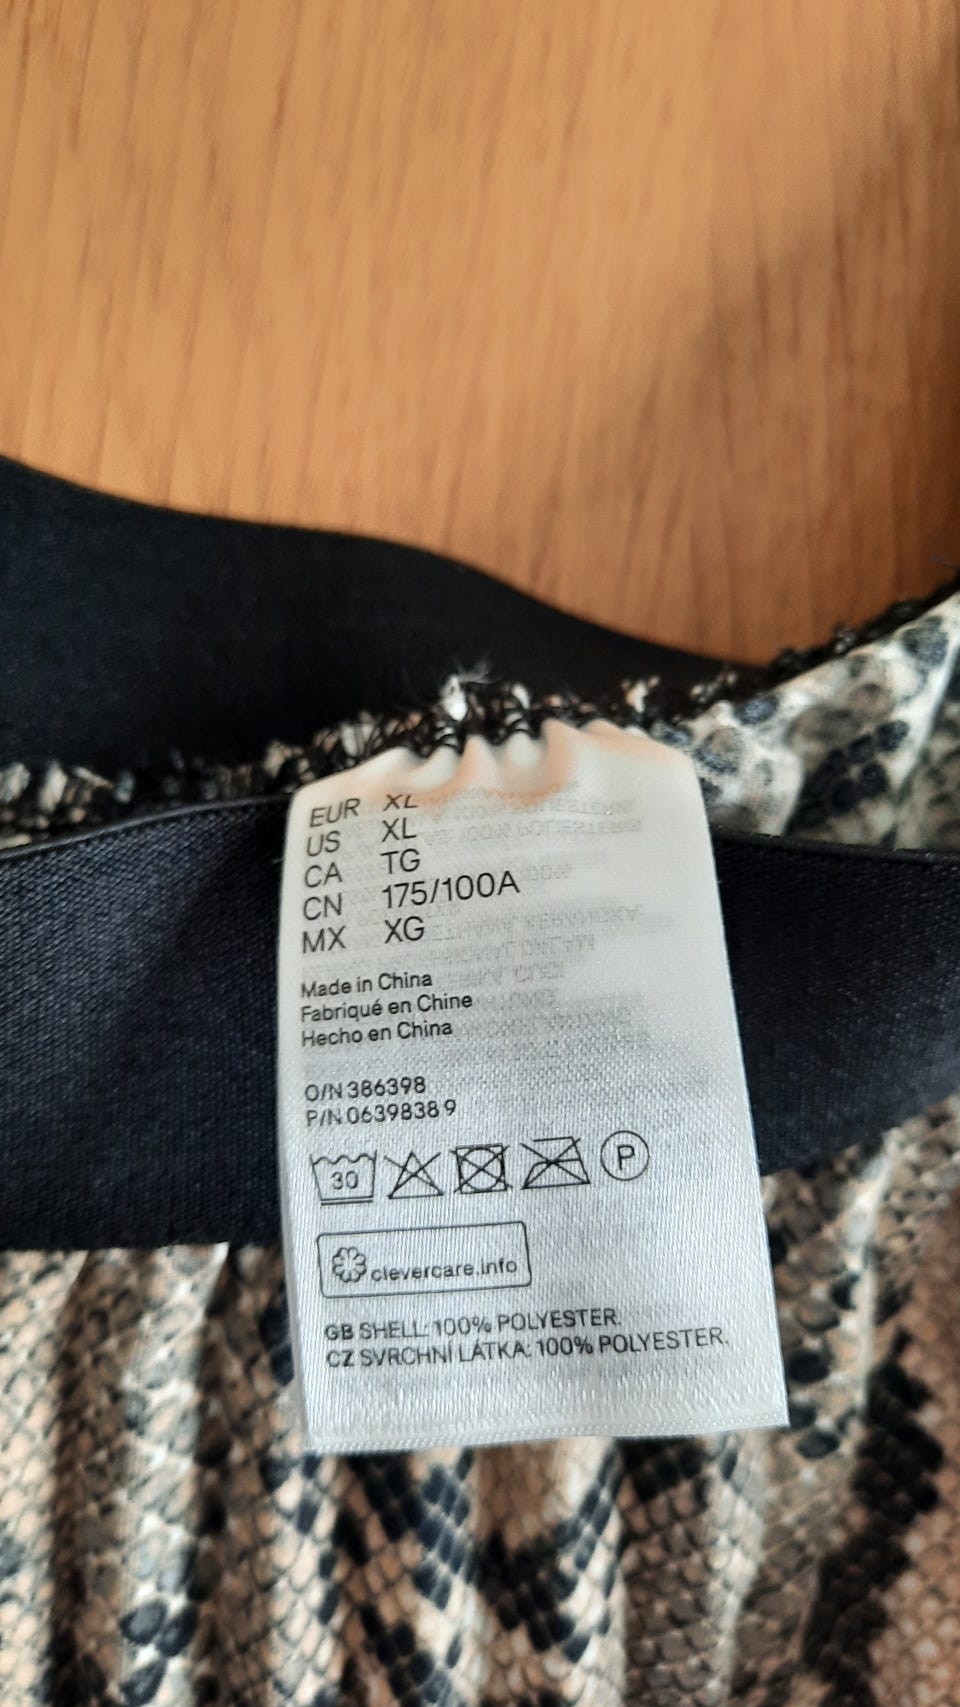 EUR XL
US XL
CA TG
CN 175/100A
MX XG
Made in China
Fabriqué en Chine
Hecho en China
O/N 386398
P/N 0639838 9
30
P
clevercare.info
GB SHELL: 100% POLYESTER.
CZ SVRCHNÍ LÁTKA: 100% POLYESTER.